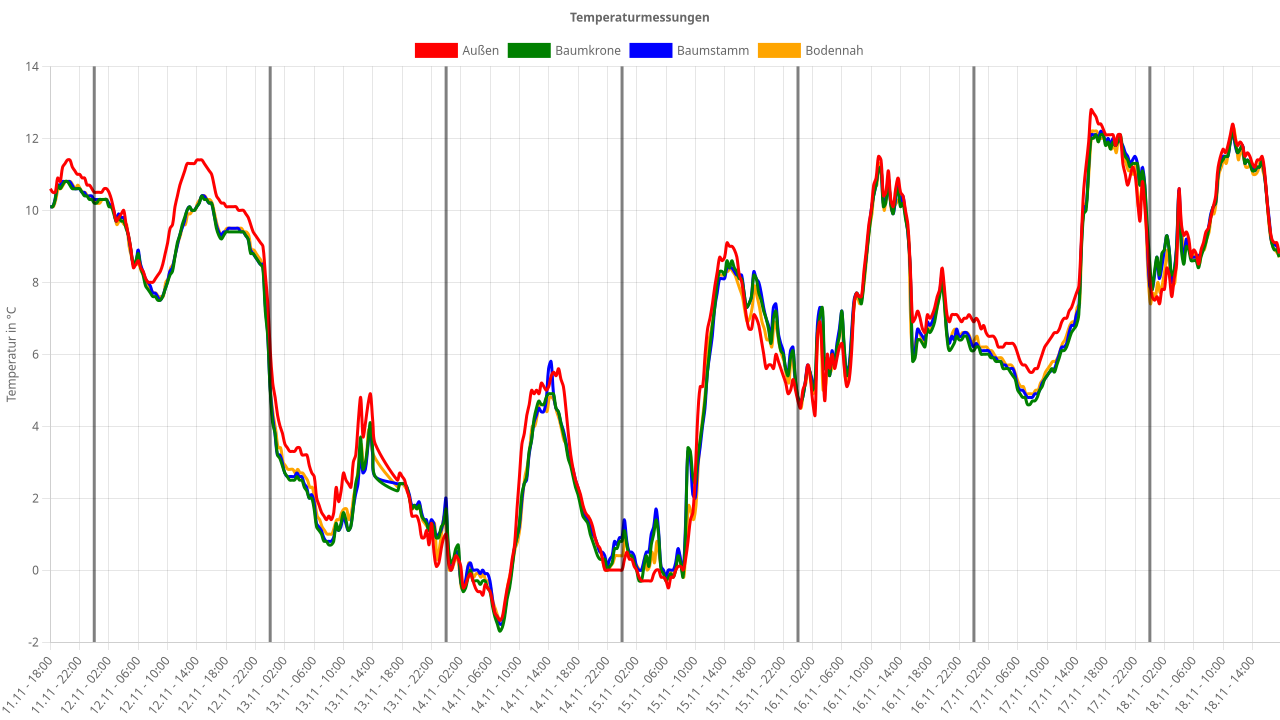 Temperaturmessungen
Außen Baumkrone Baumstamm Bodennah
Temperatur in °C
14
12
10
8
6
4
2
0
-2
11.11 - 18:00
11.11 - 22:00
12.11 - 02:00
12.11 - 06:00
12.11 - 10:00
12.11 - 14:00
12.11 - 18:00
12.11 - 22:00
13.11 - 02:00
13.11 - 06:00
13.11 - 10:00
13.11 - 14:00
13.11 - 18:00
13.11 - 22:00
14.11 - 02:00
14.11 - 06:00
14.11 - 10:00
14.11 - 14:00
14.11 - 18:00
14.11 - 22:00
15.11 - 02:00
15.11 - 06:00
15.11 - 10:00
15.11 - 14:00
15.11 - 18:00
15.11 - 22:00
16.11 - 02:00
16.11 - 06:00
16.11 - 10:00
16.11 - 14:00
16.11 - 18:00
16.11 - 22:00
17.11 - 02:00
17.11 - 06:00
17.11 - 10:00
17.11 - 14:00
17.11 - 18:00
17.11 - 22:00
18.11 - 02:00
18.11 - 06:00
18.11 - 10:00
18.11 - 14:00